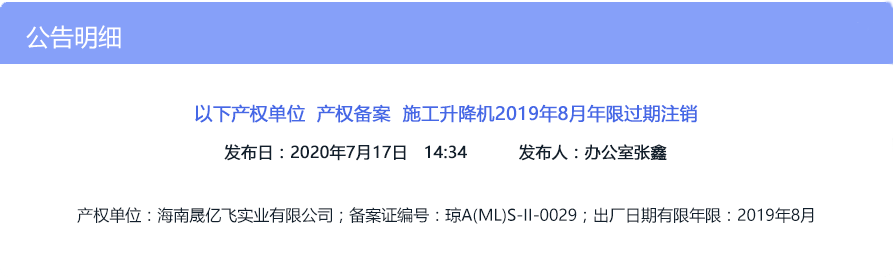 公告明细
以下产权单位 产权备案 施工升降机2019年8月年限过期注销
发布日：2020年7月17日 14:34 发布人：办公室张鑫
产权单位：海南晟亿飞实业有限公司；备案证编号：琼A(ML)S-II-0029；出厂日期有限年限：2019年8月